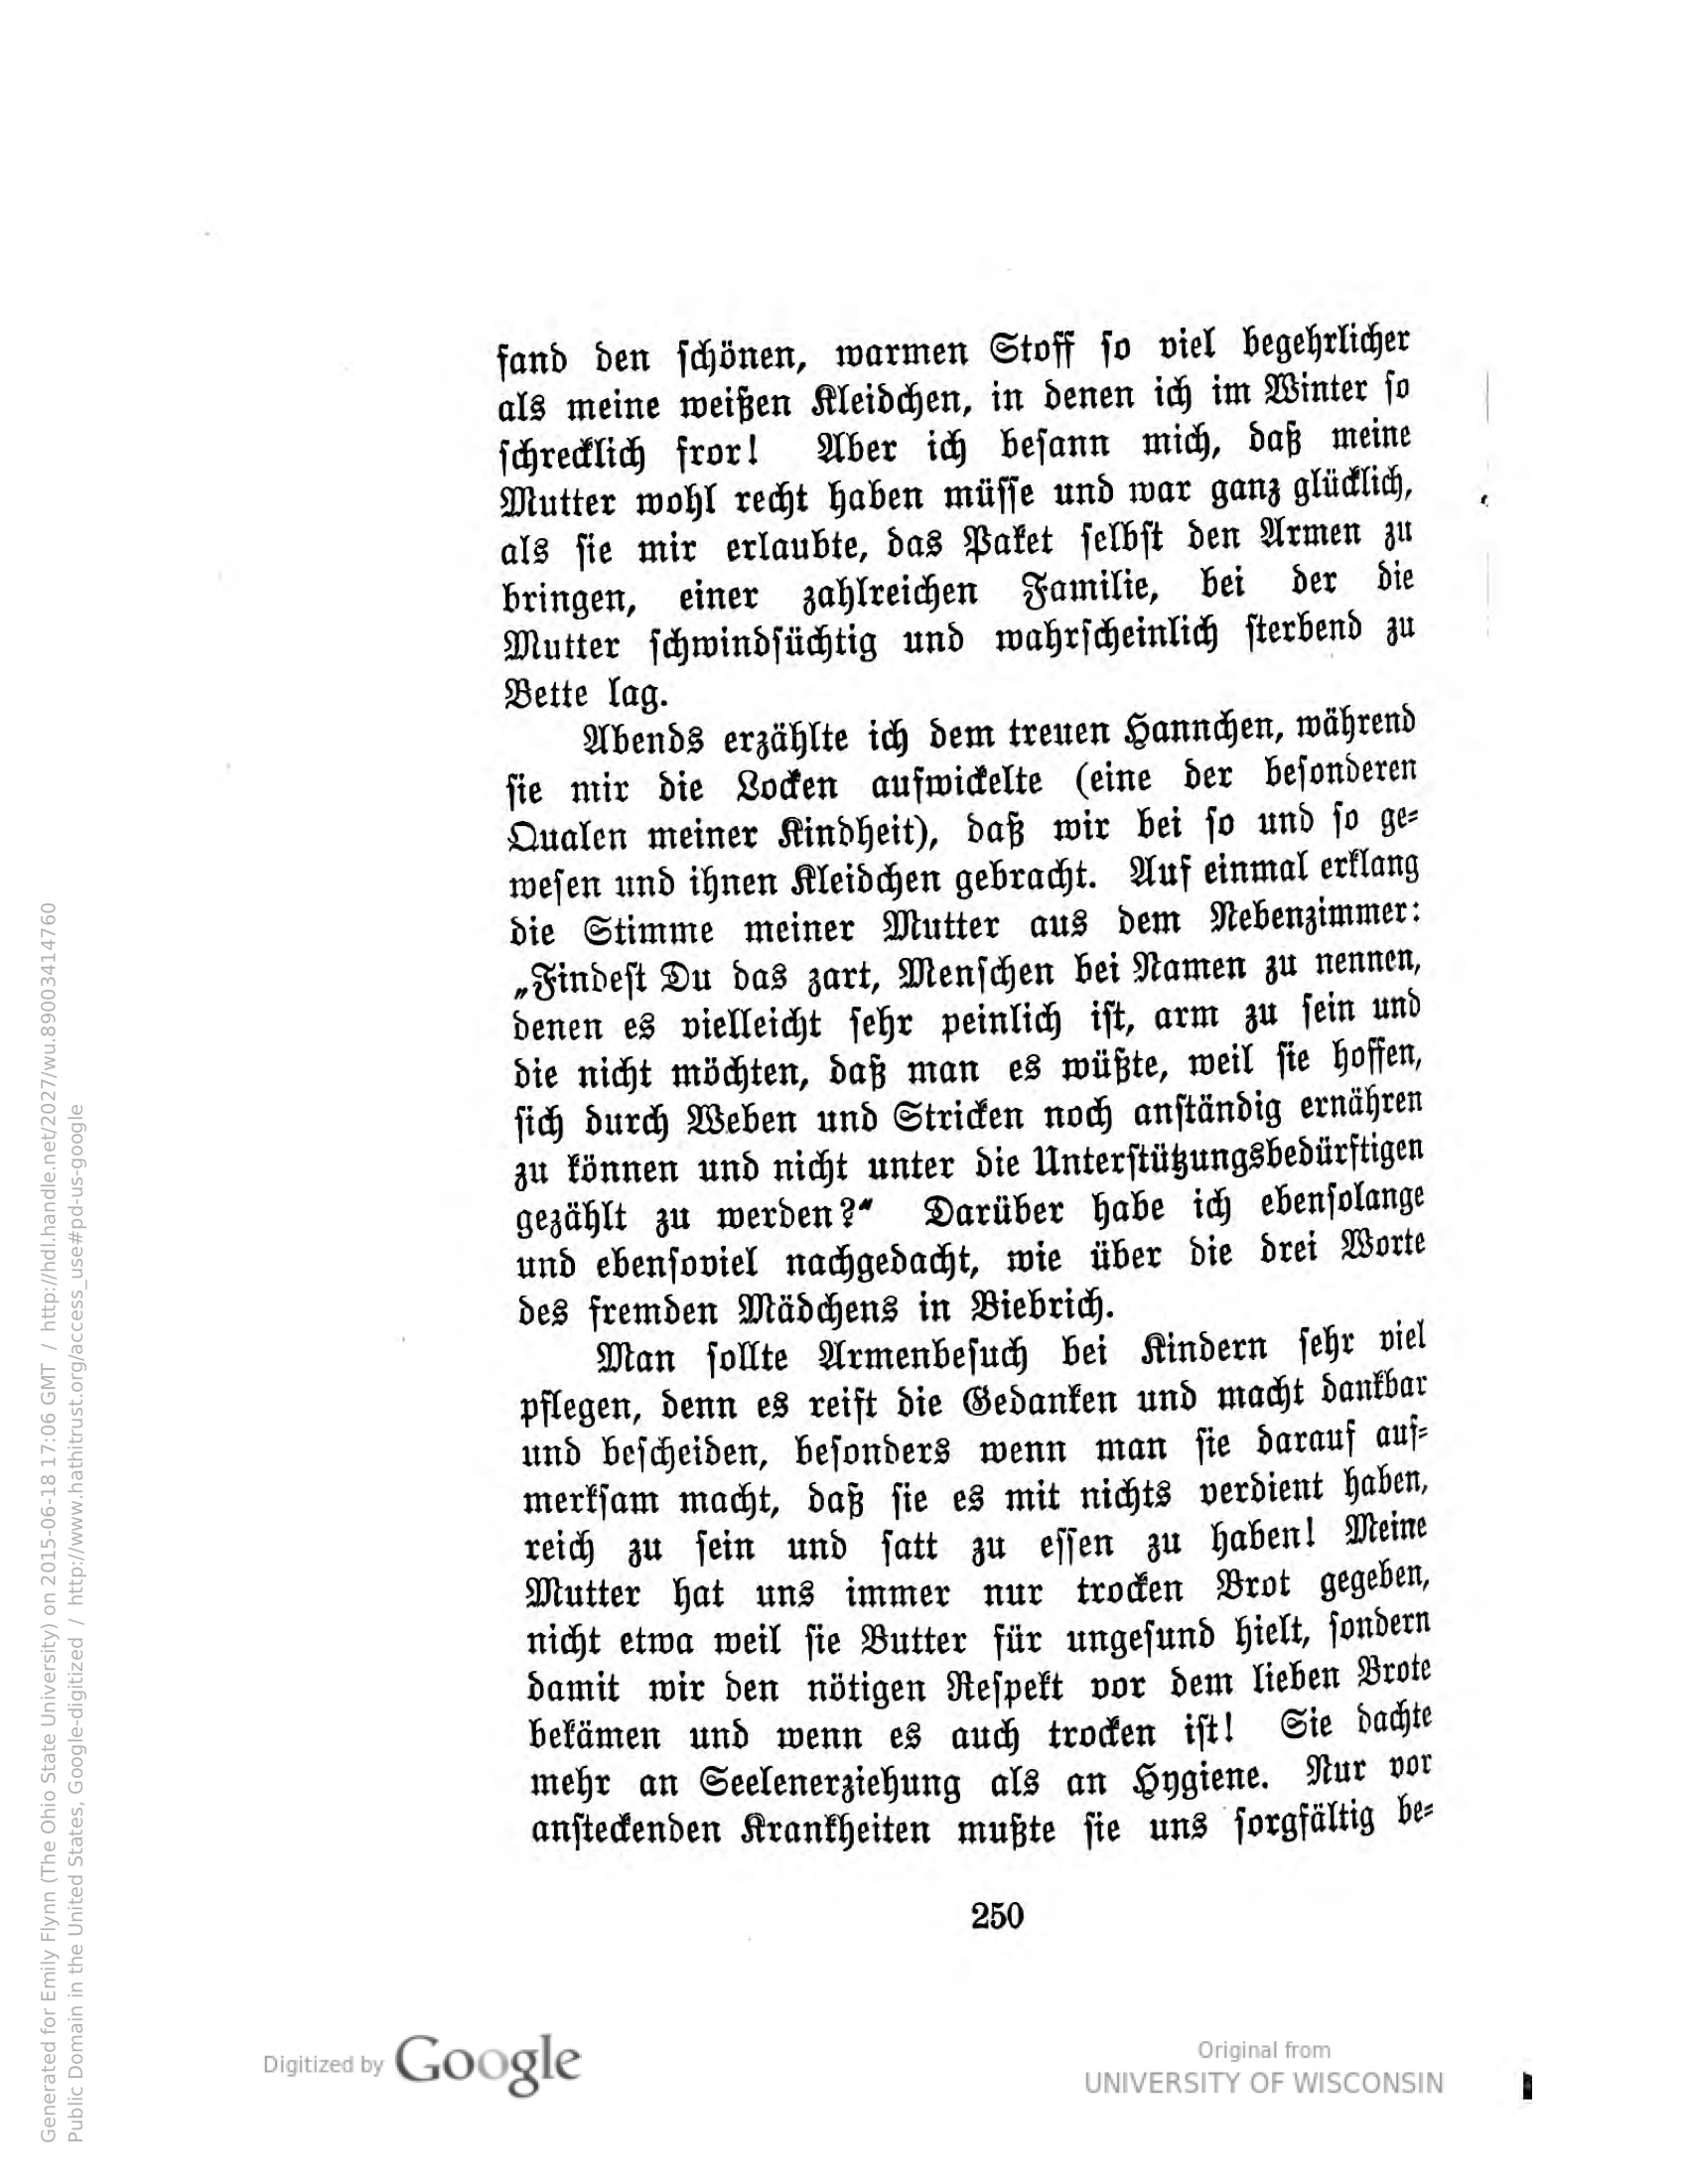 fand den schönen, warmen Stoff so viel begehrlicher
als meine weißen Kleidchen, in denen ich im Winter so
schrecklich fror! Aber ich besann mich, daß meine
Mutter wohl recht haben müsse und war ganz glücklich,
als sie mir erlaubte, das Paket selbst den Armen zu
bringen, einer zahlreichen Familie, bei der die
Mutter schwindsüchtig und wahrscheinlich sterbend zu
Bette lag.
Abends erzählte ich dem treuen Hannchen, während
sie mir die Locken aufwickelte (eine der besonderen
Qualen meiner Kindheit), daß wir bei so und so ge-
wesen und ihnen Kleidchen gebracht. Auf einmal erklang
die Stimme meiner Mutter aus dem Nebenzimmer:
„Findest Du das zart, Menschen bei Namen zu nennen,
denen es vielleicht sehr peinlich ist, arm zu sein und
die nicht möchten, daß man es wüßte, weil sie hoffen,
sich durch Weben und Stricken noch anständig ernähren
zu können und nicht unter die Unterstützungsbedürftigen
gezählt zu werden?“ Darüber habe ich ebensolange
und ebensoviel nachgedacht, wie über die drei Worte
des fremden Mädchens in Biebrich.
Man sollte Armenbesuch bei Kindern sehr viel
pflegen, denn es reift die Gedanken und macht dankbar
und bescheiden, besonders wenn man sie darauf auf-
merksam macht, daß sie es mit nichts verdient haben,
reich zu sein und satt zu essen zu haben! Meine
Mutter hat uns immer nur trocken Brot gegeben,
nicht etwa weil sie Butter für ungesund hielt, sondern
damit wir den nötigen Respekt vor dem lieben Brote
bekämen und wenn es auch trocken ist! Sie dachte
mehr an Seelenerziehung als an Hygiene. Nur vor
ansteckenden Krankheiten mußte sie uns sorgfältig be-
250
Generated for Emily Flynn (The Ohio State University) on 2015-06-18 17:06 GMT / http://hdl.handle.net/2027/wu.89003414760
Public Domain in the United States, Google-digitized / http://www.hathitrust.org/access_use#pd-us-google
Digitized by Google
Original from
UNIVERSITY OF WISCONSIN